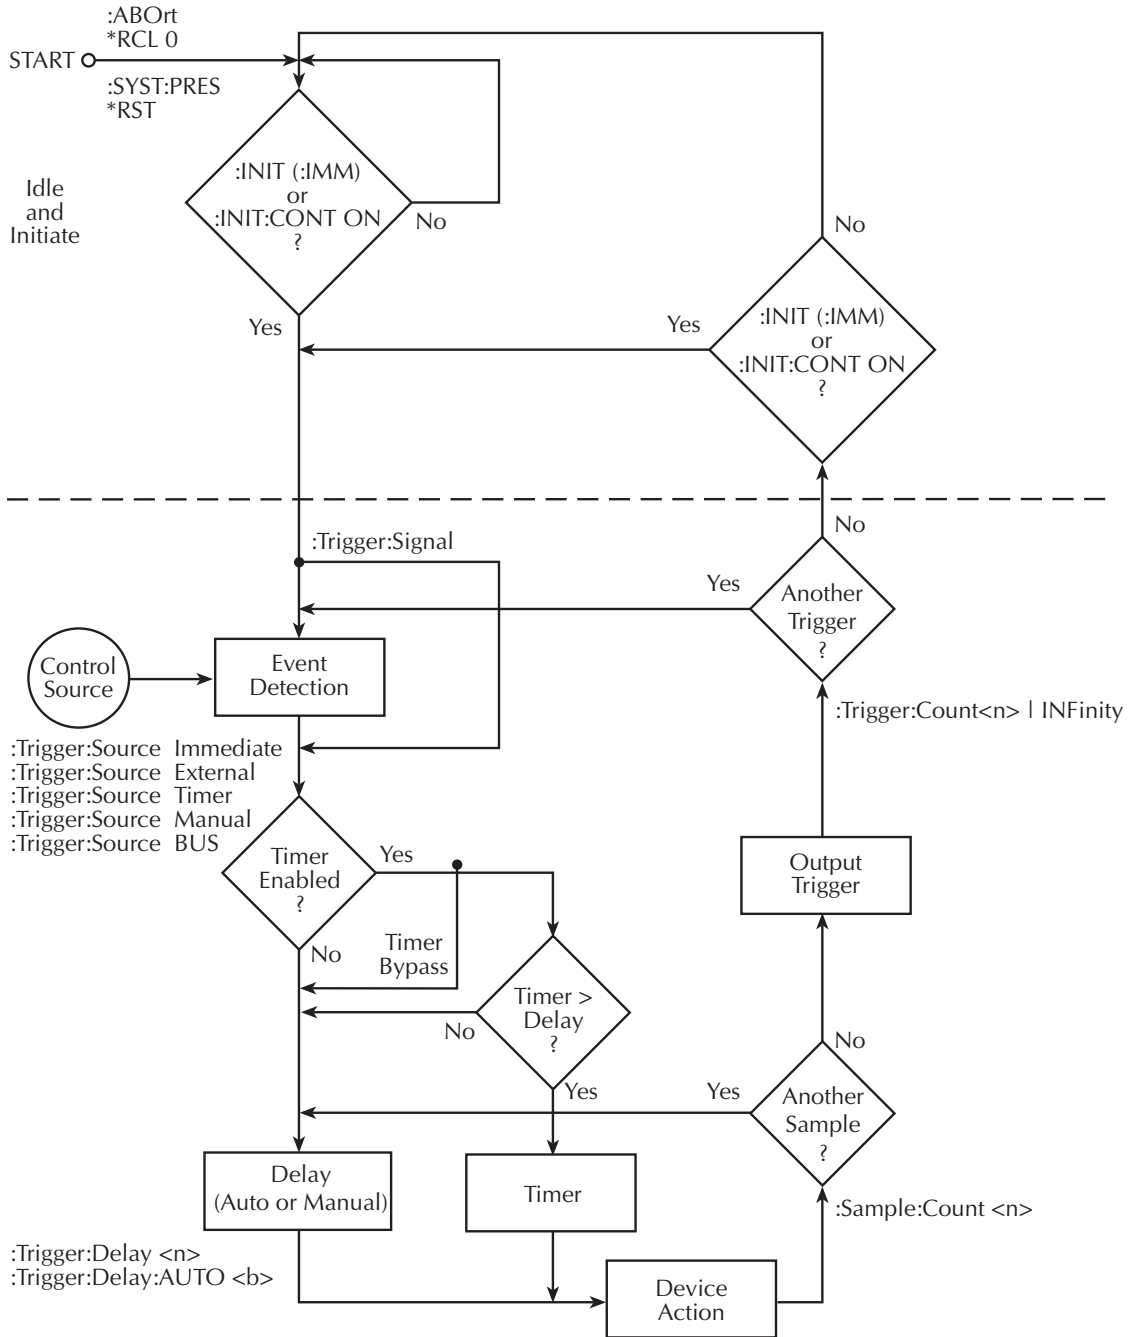 :ABOrt
*RCL 0
START
:SYST:PRES
*RST
Idle
and
Initiate
:INIT (:IMM)
or
:INIT:CONT ON
?
No
Yes
No
:INIT (:IMM)
or
:INIT:CONT ON
?
Yes
:Trigger:Signal
No
Another
Trigger
?
Yes
Control
Source
Event
Detection
:Trigger:Count<n> | INFinity
:Trigger:Source Immediate
:Trigger:Source External
:Trigger:Source Timer
:Trigger:Source Manual
:Trigger:Source BUS
Timer
Enabled
?
Yes
No
Timer
Bypass
Output
Trigger
Timer >
Delay
?
No
Yes
No
Another
Sample
?
Yes
Delay
(Auto or Manual)
Timer
:Sample:Count <n>
:Trigger:Delay <n>
:Trigger:Delay:AUTO <b>
Device
Action